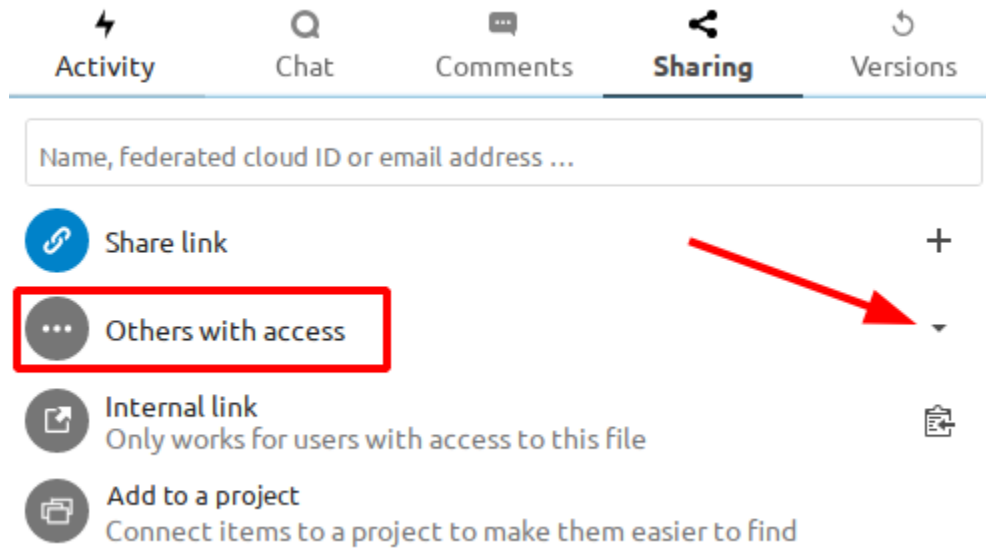 Activity Chat Comments Sharing Versions
Name, federated cloud ID or email address ...
Share link
Others with access
Internal link
Only works for users with access to this file
Add to a project
Connect items to a project to make them easier to find